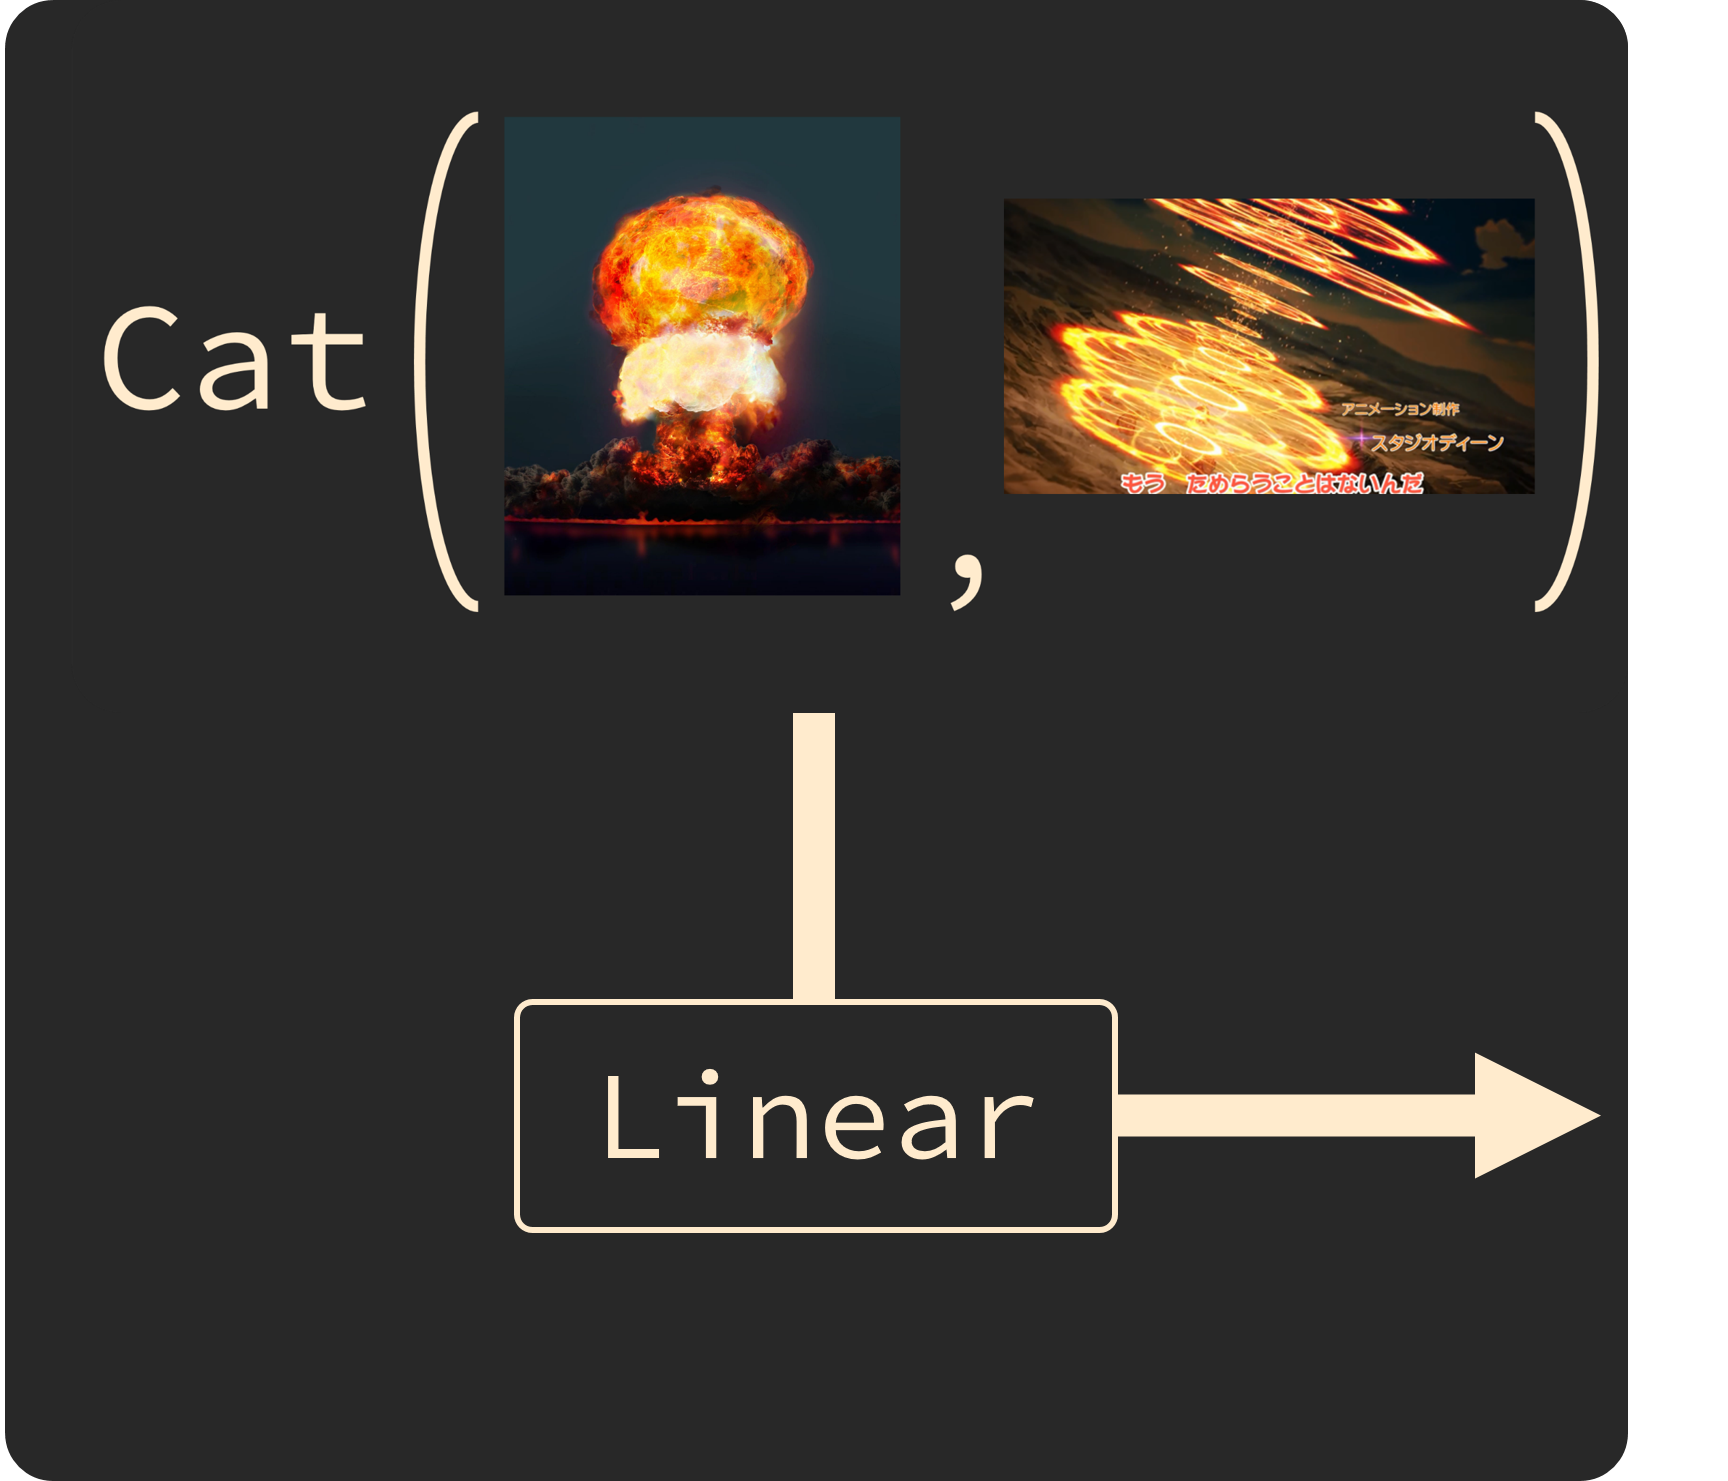 Cat ( , )
アニメーション制作
スタジオディーン
もう ためらうことはないんだ
Linear